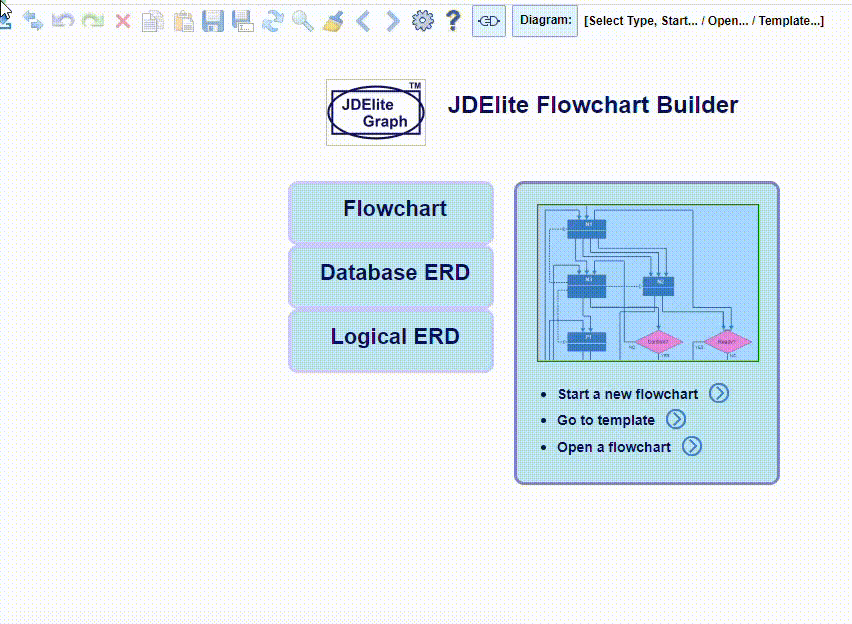 Diagram: [Select Type, Start... / Open... / Template...]
JDElite Graph TM
JDElite Flowchart Builder
Flowchart
Database ERD
Logical ERD
Start a new flowchart
Go to template
Open a flowchart